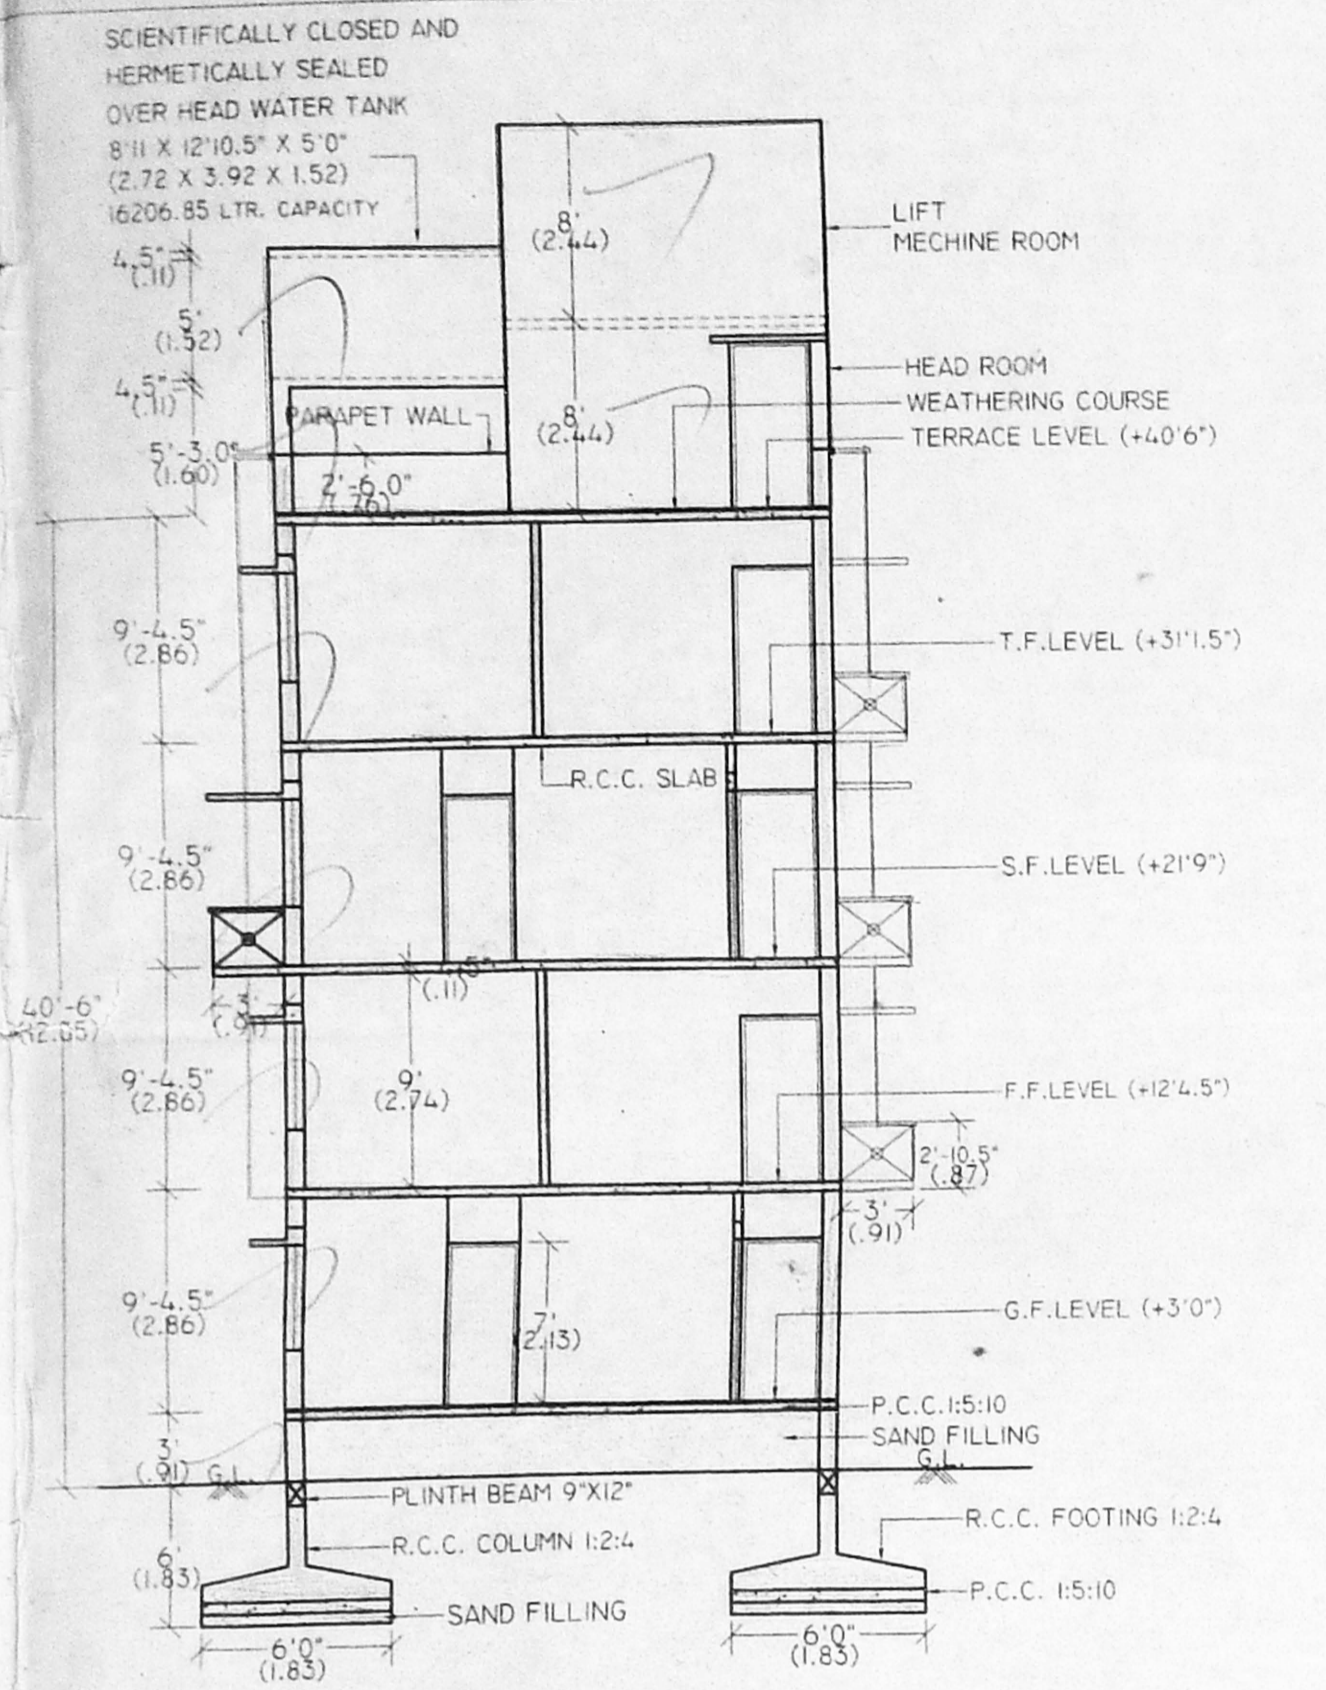 SCIENTIFICALLY CLOSED AND
HERMETICALLY SEALED
OVER HEAD WATER TANK
8'11 X 12'10.5" X 5'0"
(2.72 X 3.92 X 1.52)
16206.85 LTR. CAPACITY
LIFT
MECHINE ROOM
8'
(2.44)
4.5"
(.11)
5'
(1.52)
HEAD ROOM
4.5"
(.11)
WEATHERING COURSE
PARAPET WALL
8'
(2.44)
TERRACE LEVEL (+40'6")
5'-3.0"
(1.60)
2'-6.0"
(.76)
9'-4.5"
(2.86)
T.F.LEVEL (+31'1.5")
R.C.C. SLAB
9'-4.5"
(2.86)
S.F.LEVEL (+21'9")
(.11)
3'
(.91)
40'-6"
9'-4.5"
(2.86)
9'
(2.74)
F.F.LEVEL (+12'4.5")
2'-10.5"
(.87)
3'
(.91)
9'-4.5"
(2.86)
7'
2.13)
G.F.LEVEL (+3'0")
P.C.C.1:5:10
SAND FILLING
3'
(.91)
G.L.
G.L.
PLINTH BEAM 9"X12"
R.C.C. FOOTING 1:2:4
R.C.C. COLUMN 1:2:4
6'
(1.83)
P.C.C. 1:5:10
SAND FILLING
6'0"
(1.83)
6'0"
(1.83)